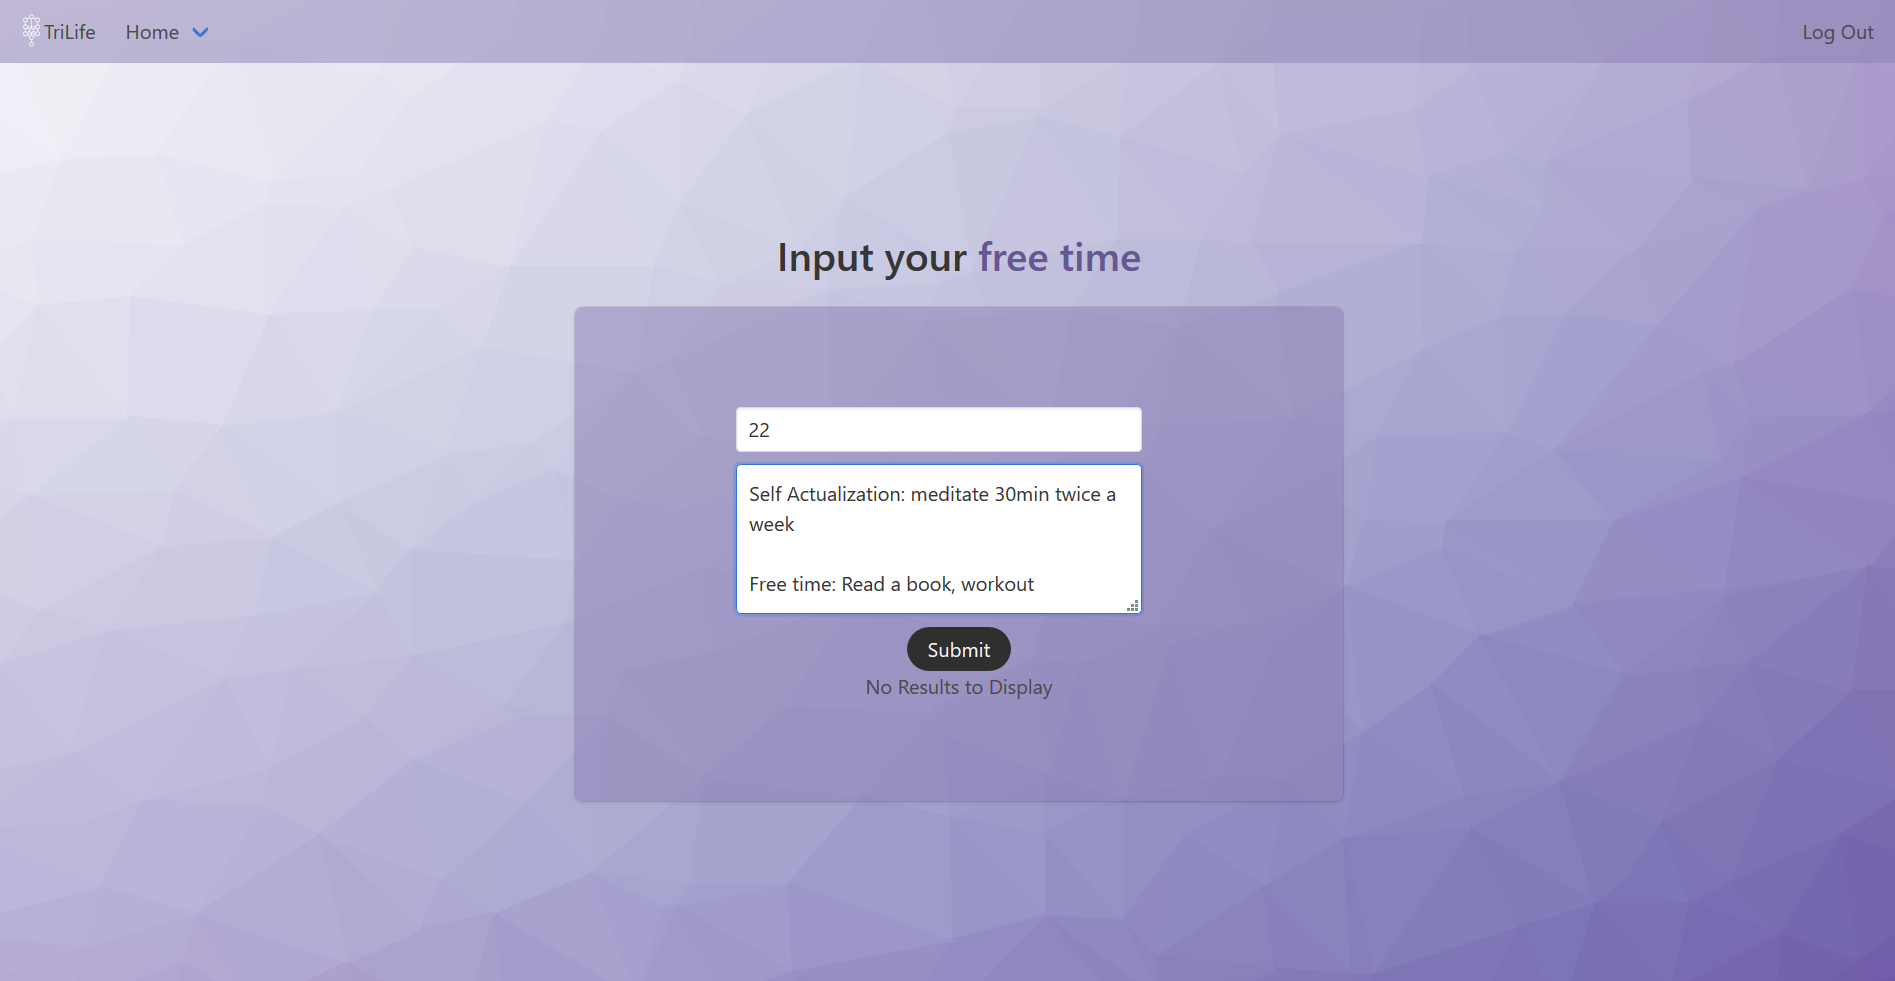 TriLife Home Log Out
Input your free time
22
Self Actualization: meditate 30min twice a
week
Free time: Read a book, workout
Submit
No Results to Display